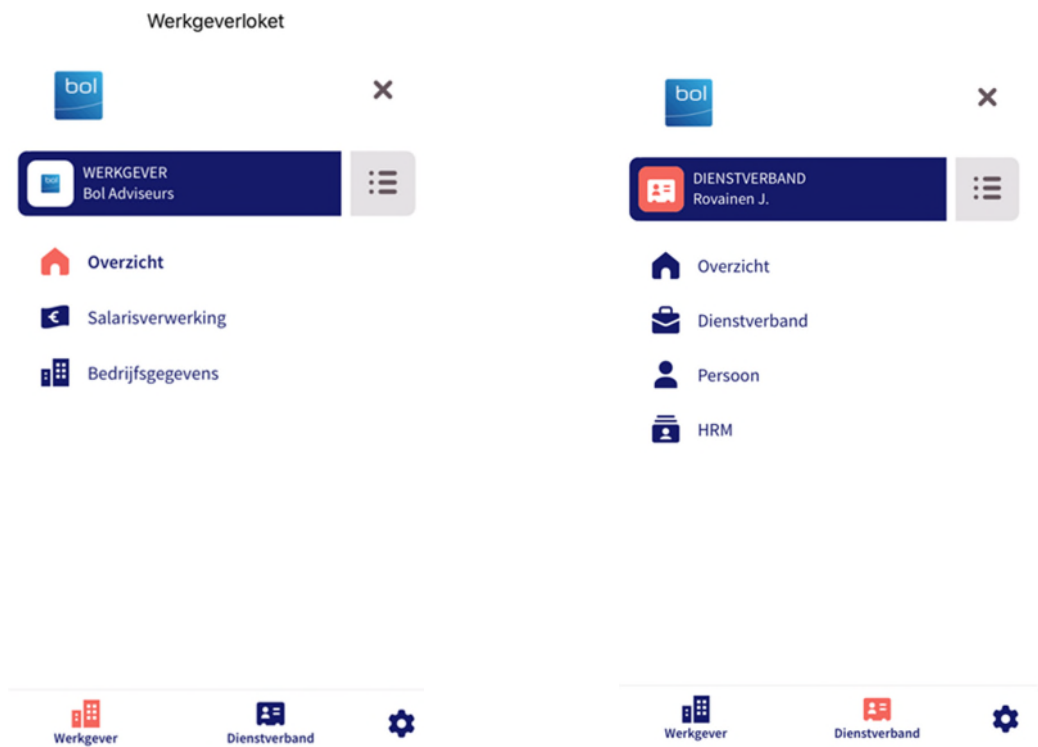 Werkgeverloket
bol
WERKGEVER
Bol Adviseurs
Overzicht
Salarisverwerking
Bedrijfsgegevens
Werkgever
Dienstverband
bol
DIENSTVERBAND
Rovainen J.
Overzicht
Dienstverband
Persoon
HRM
Werkgever
Dienstverband